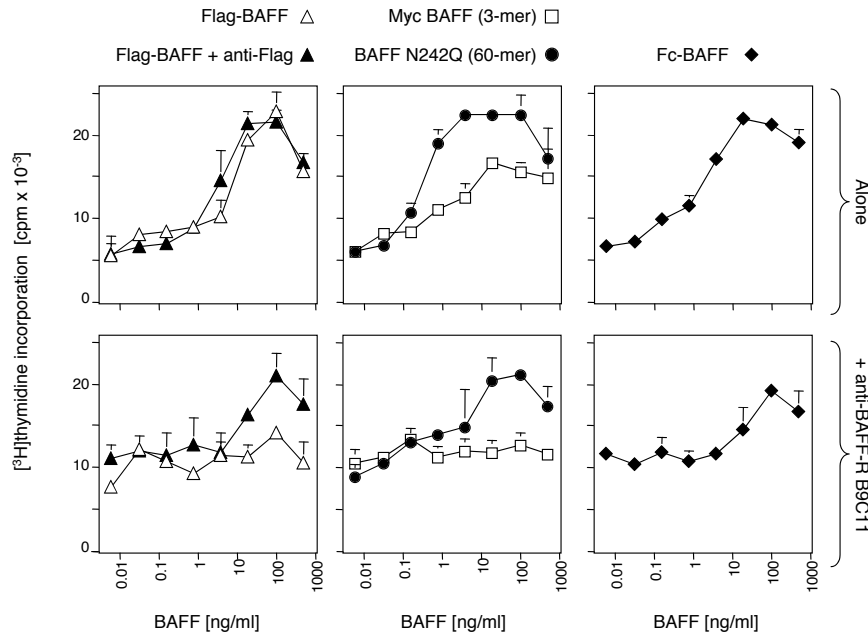 Flag-BAFF △
Myc BAFF (3-mer) □
Flag-BAFF + anti-Flag ▲
BAFF N242Q (60-mer) ●
Fc-BAFF ◆
[³H]thymidine incorporation [cpm x 10⁻³]
20
10
0
Alone
20
10
0
+ anti-BAFF-R B9C11
0.01 0.1 1 10 100 1000
0.01 0.1 1 10 100 1000
0.01 0.1 1 10 100 1000
BAFF [ng/ml]
BAFF [ng/ml]
BAFF [ng/ml]